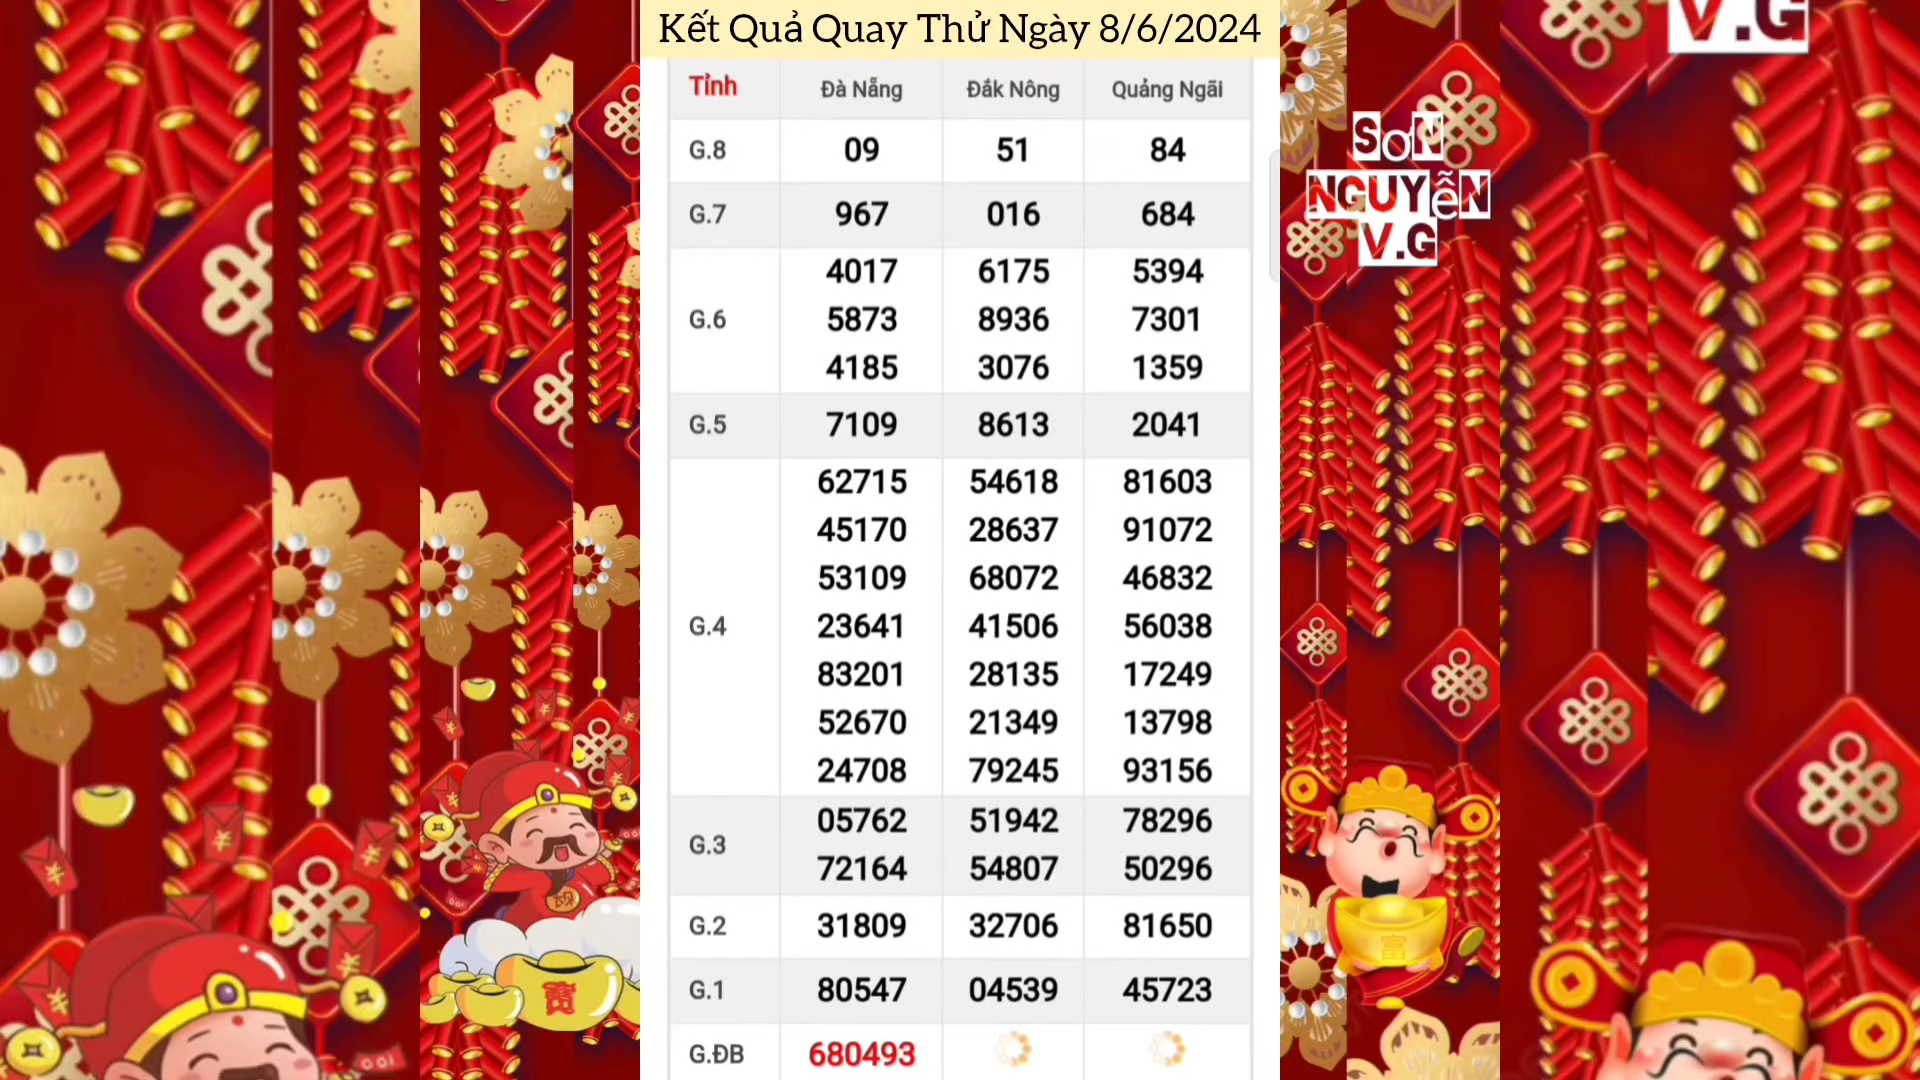 Kết Quả Quay Thử Ngày 8/6/2024
V.G
SơN
NGUYễN
V.G
Tỉnh Đà Nẵng Đắk Nông Quảng Ngãi
G.8 09 51 84
G.7 967 016 684
4017 6175 5394
G.6 5873 8936 7301
4185 3076 1359
G.5 7109 8613 2041
62715 54618 81603
45170 28637 91072
53109 68072 46832
G.4 23641 41506 56038
83201 28135 17249
52670 21349 13798
24708 79245 93156
G.3
05762 51942 78296
72164 54807 50296
G.2 31809 32706 81650
G.1 80547 04539 45723
G.ĐB 680493